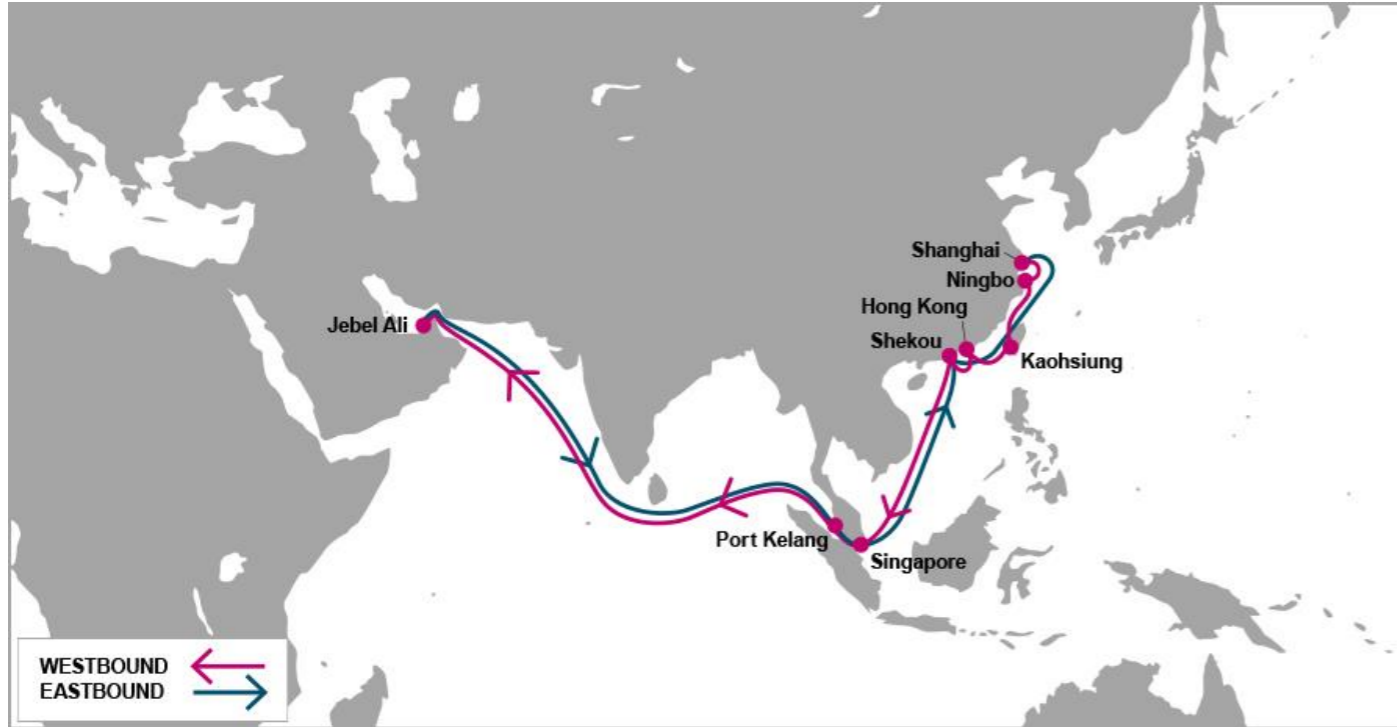 Shanghai
Ningbo
Hong Kong
Jebel Ali
Shekou
Kaohsiung
Port Kelang
Singapore
WESTBOUND
EASTBOUND